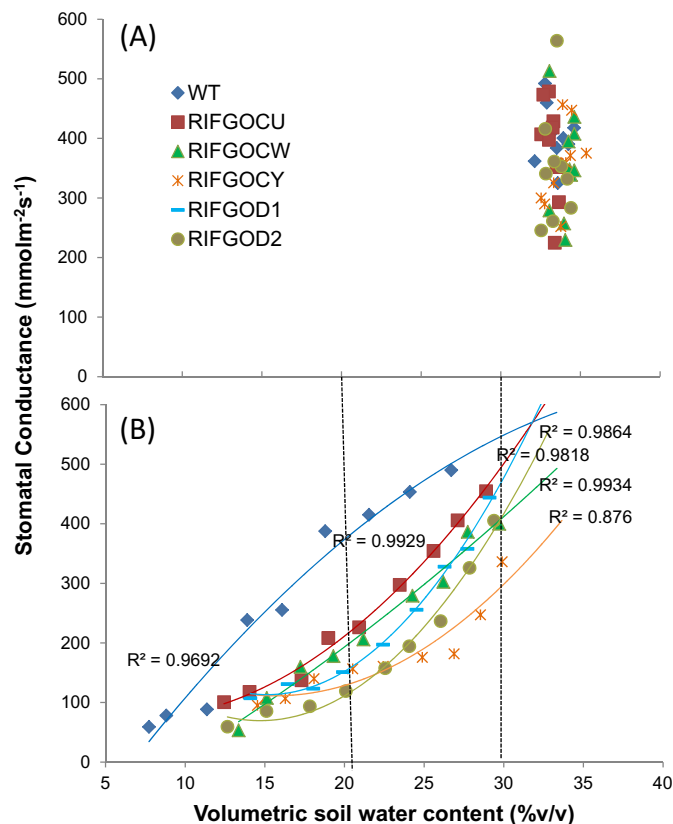 (A)
600
500
400
300
200
100
0
WT
RIFGOCU
RIFGOCW
RIFGOCY
RIFGOD1
RIFGOD2
Stomatal Conductance (mmolm⁻²s⁻¹)
(B)
600
500
400
300
200
100
0
R² = 0.9864
R² = 0.9818
R² = 0.9934
R² = 0.876
R² = 0.9929
R² = 0.9692
5 10 15 20 25 30 35 40
Volumetric soil water content (%v/v)